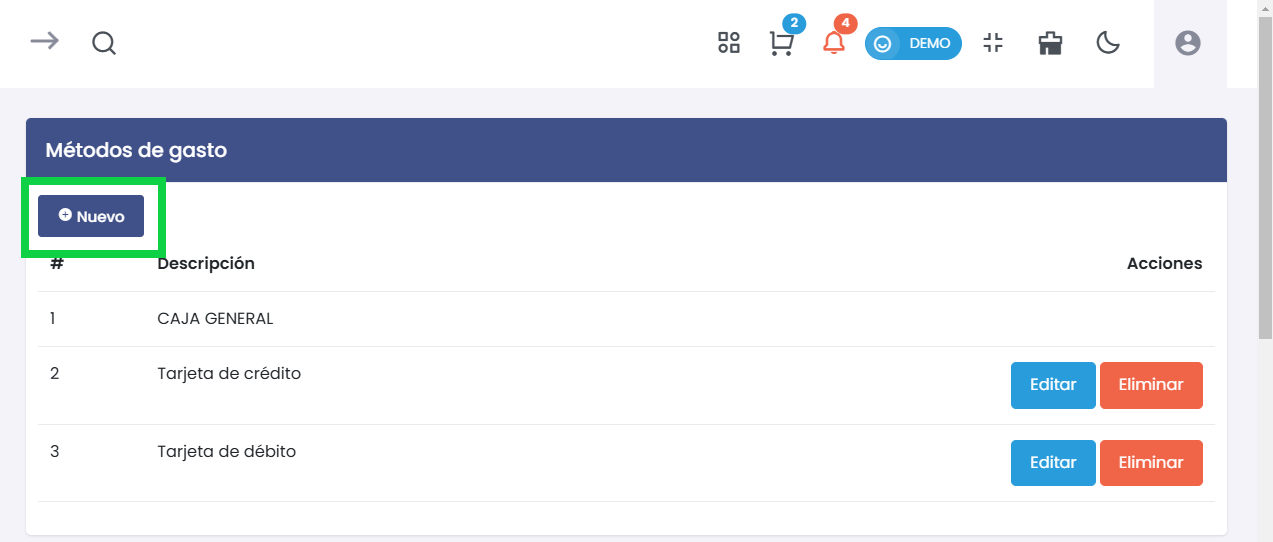 2
4
DEMO
Métodos de gasto
Nuevo
# Descripción Acciones
1 CAJA GENERAL
2 Tarjeta de crédito Editar Eliminar
3 Tarjeta de débito Editar Eliminar